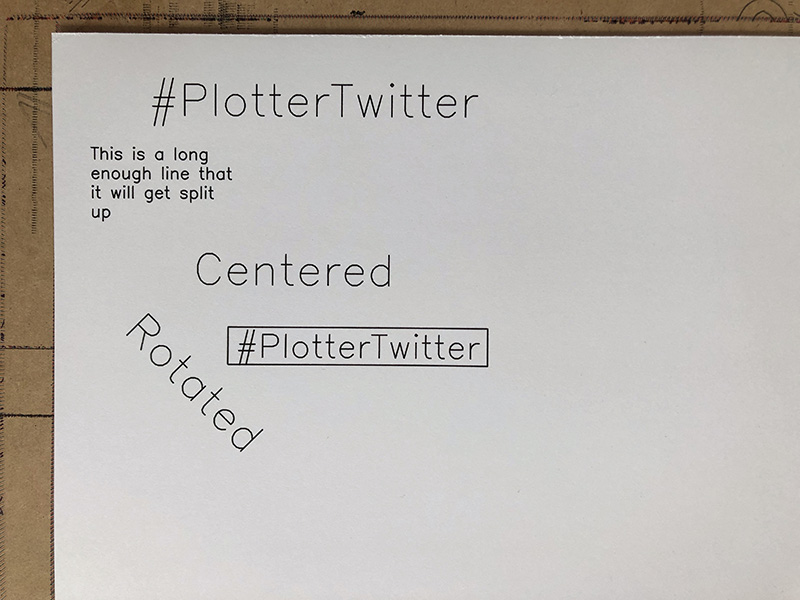 #PlotterTwitter
This is a long
enough line that
it will get split
up
Centered
Rotated
#PlotterTwitter